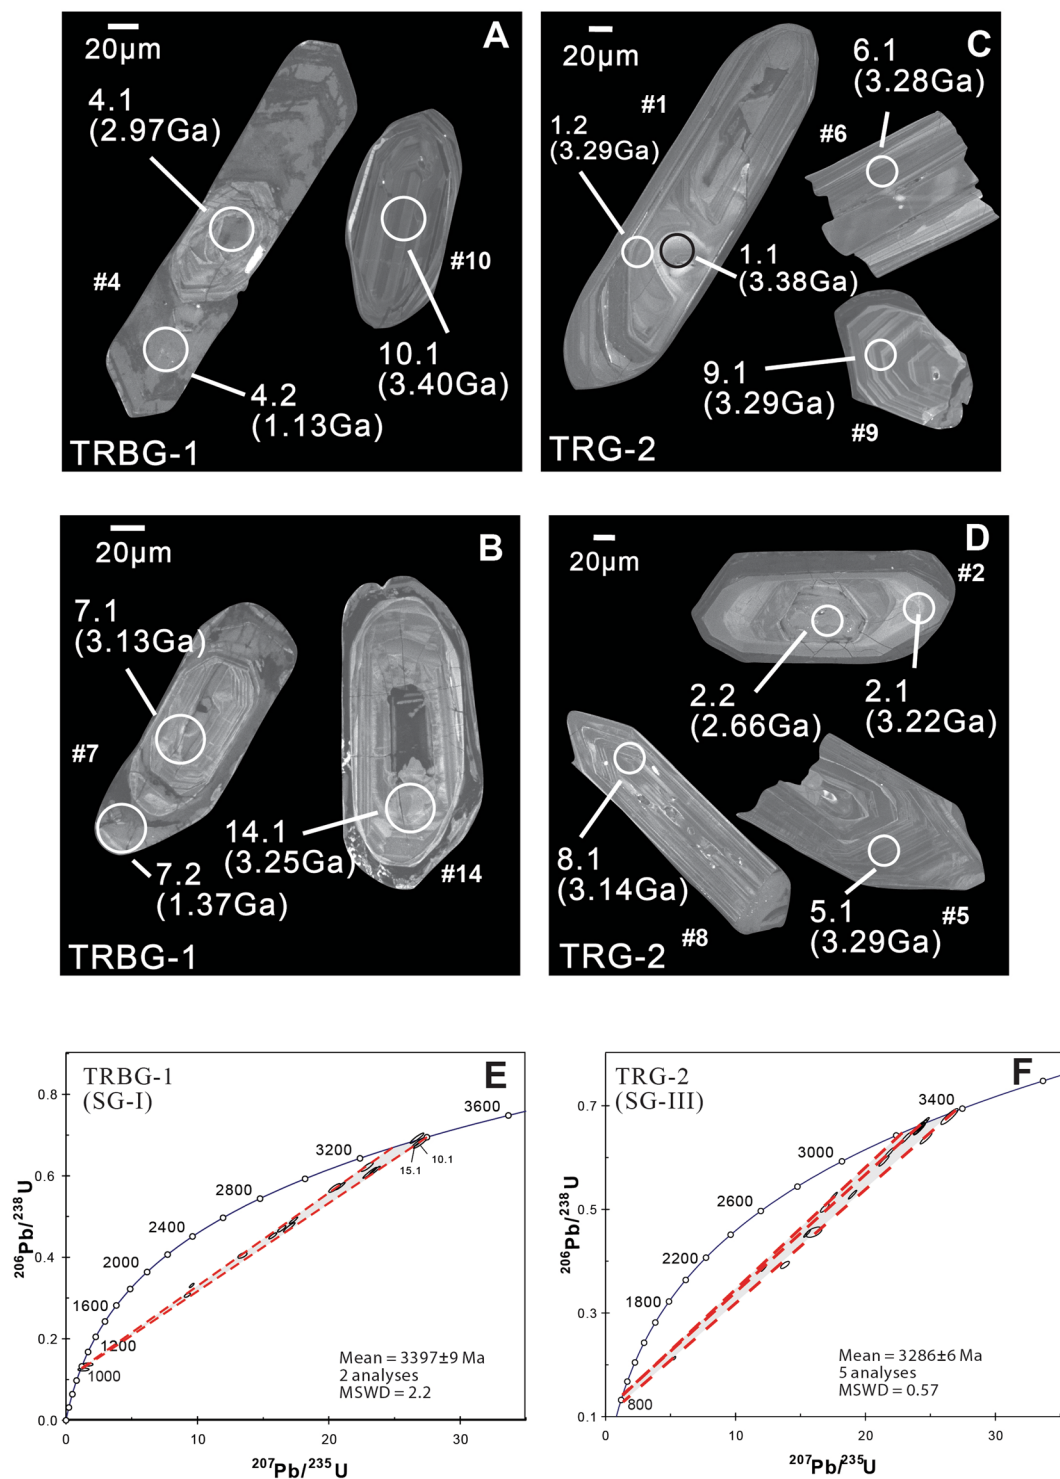 A
20µm
4.1
(2.97Ga)
#4
#10
10.1
(3.40Ga)
4.2
(1.13Ga)
TRBG-1
C
20µm
#1
6.1
(3.28Ga)
#6
1.2
(3.29Ga)
1.1
(3.38Ga)
9.1
(3.29Ga)
#9
TRG-2
B
20µm
7.1
(3.13Ga)
#7
14.1
(3.25Ga)
#14
7.2
(1.37Ga)
TRBG-1
D
20µm
#2
2.2
(2.66Ga)
2.1
(3.22Ga)
8.1
(3.14Ga)
#8
5.1
(3.29Ga)
#5
TRG-2
E
TRBG-1
(SG-I)
206Pb/238U
0.8
0.6
0.4
0.2
0.0
3600
3200
2800
2400
2000
1600
1200
1000
15.1
10.1
Mean = 3397±9 Ma
2 analyses
MSWD = 2.2
0
10
20
30
207Pb/235U
F
TRG-2
(SG-III)
206Pb/238U
0.7
0.5
0.3
0.1
3400
3000
2600
2200
1800
800
Mean = 3286±6 Ma
5 analyses
MSWD = 0.57
0
10
20
30
207Pb/235U